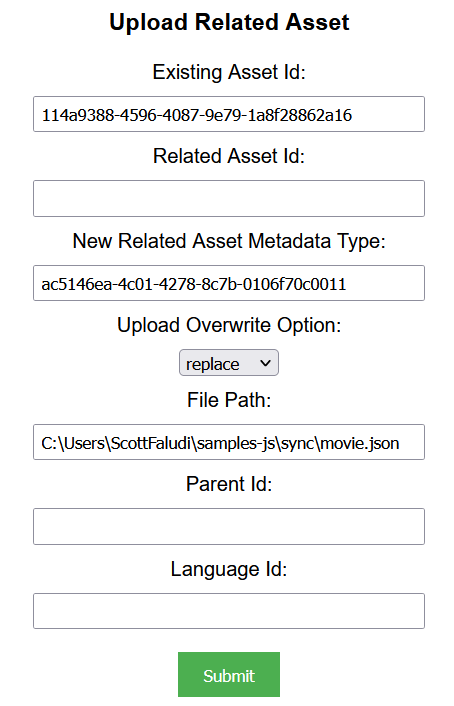 Upload Related Asset
Existing Asset Id:
114a9388-4596-4087-9e79-1a8f28862a16
Related Asset Id:
New Related Asset Metadata Type:
ac5146ea-4c01-4278-8c7b-0106f70c0011
Upload Overwrite Option:
replace
File Path:
C:\Users\ScottFaludi\samples-js\sync\movie.json
Parent Id:
Language Id:
Submit